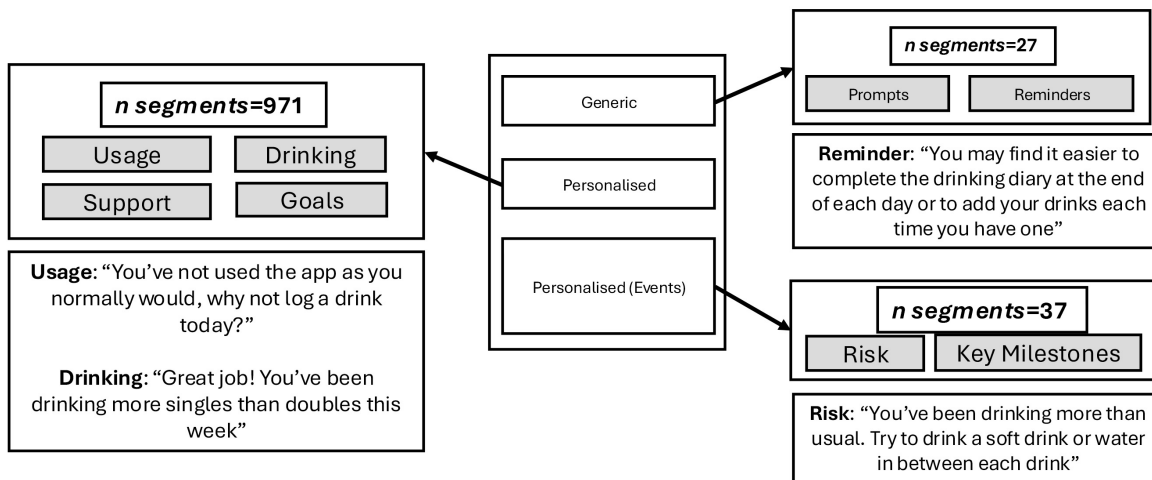 n segments=971
Usage
Drinking
Support
Goals
Usage: “You’ve not used the app as you
normally would, why not log a drink
today?”
Drinking: “Great job! You’ve been
drinking more singles than doubles this
week”
Generic
Personalised
Personalised (Events)
n segments=27
Prompts
Reminders
Reminder: “You may find it easier to
complete the drinking diary at the end
of each day or to add your drinks each
time you have one”
n segments=37
Risk
Key Milestones
Risk: “You’ve been drinking more than
usual. Try to drink a soft drink or water
in between each drink”